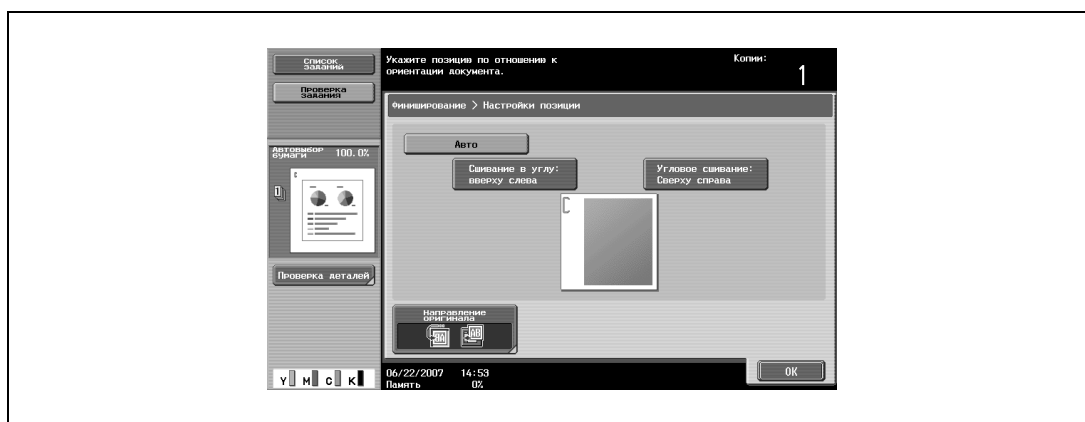 Список
заданий
Проверка
задания
Автовыбор
бумаги 100.0%
Проверка деталей
Y M C K
Укажите позицию по отношению к
ориентации документа.
Копии:
1
Финиширование > Настройки позиции
Авто
Сшивание в углу:
вверху слева
Угловое сшивание:
Сверху справа
Направление
оригинала
06/22/2007 14:53
Память 0%
OK